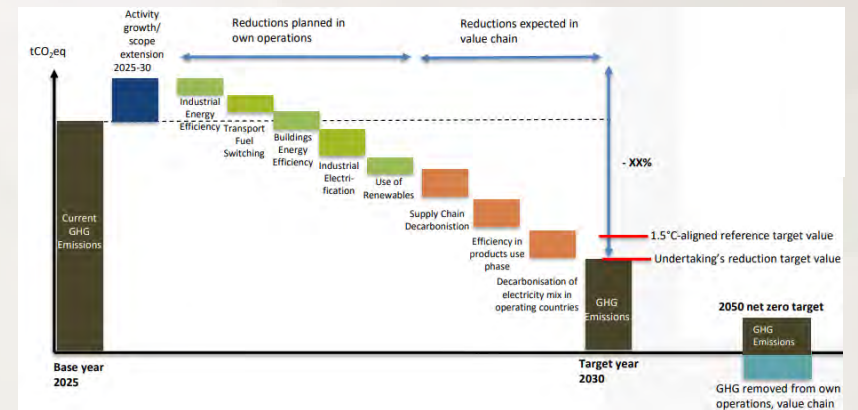 Activity
growth/
scope
extension
2025-30
Reductions planned in
own operations
Reductions expected in
value chain
tCO₂eq
Industrial
Energy
Efficiency
Transport
Fuel
Switching
Buildings
Energy
Efficiency
Industrial
Electri-
fication
Use of
Renewables
Supply Chain
Decarbonistion
Efficiency in
products use
phase
Decarbonisation of
electricity mix in
operating countries
- XX%
1.5°C-aligned reference target value
Undertaking's reduction target value
Current
GHG
Emissions
GHG
Emissions
2050 net zero target
GHG
Emissions
Base year
2025
Target year
2030
GHG removed from own
operations, value chain